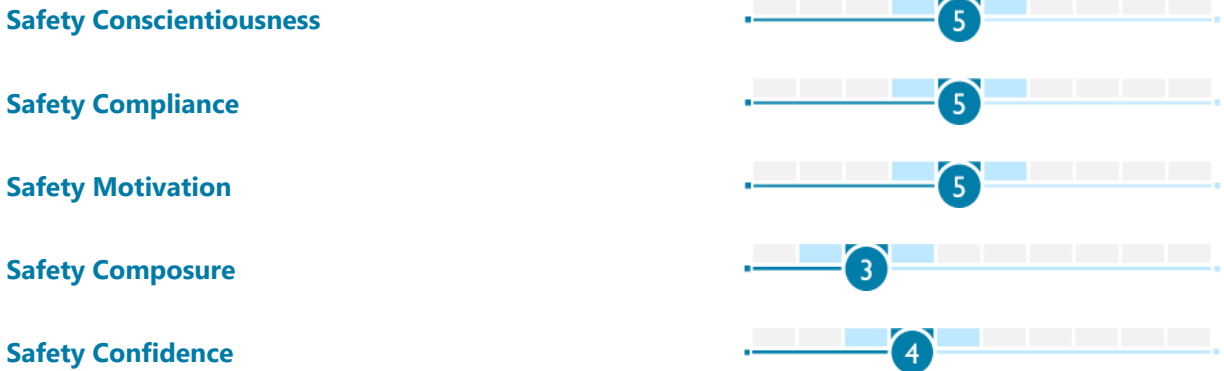 Safety Conscientiousness 5
Safety Compliance 5
Safety Motivation 5
Safety Composure 3
Safety Confidence 4